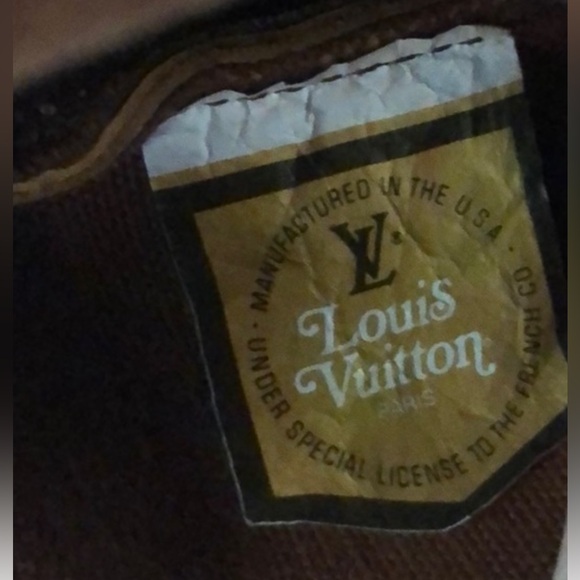 MANUFACTURED IN THE U.S.A.
LV®
Louis
Vuitton
PARIS
· UNDER SPECIAL LICENSE TO THE FRENCH CO. ·